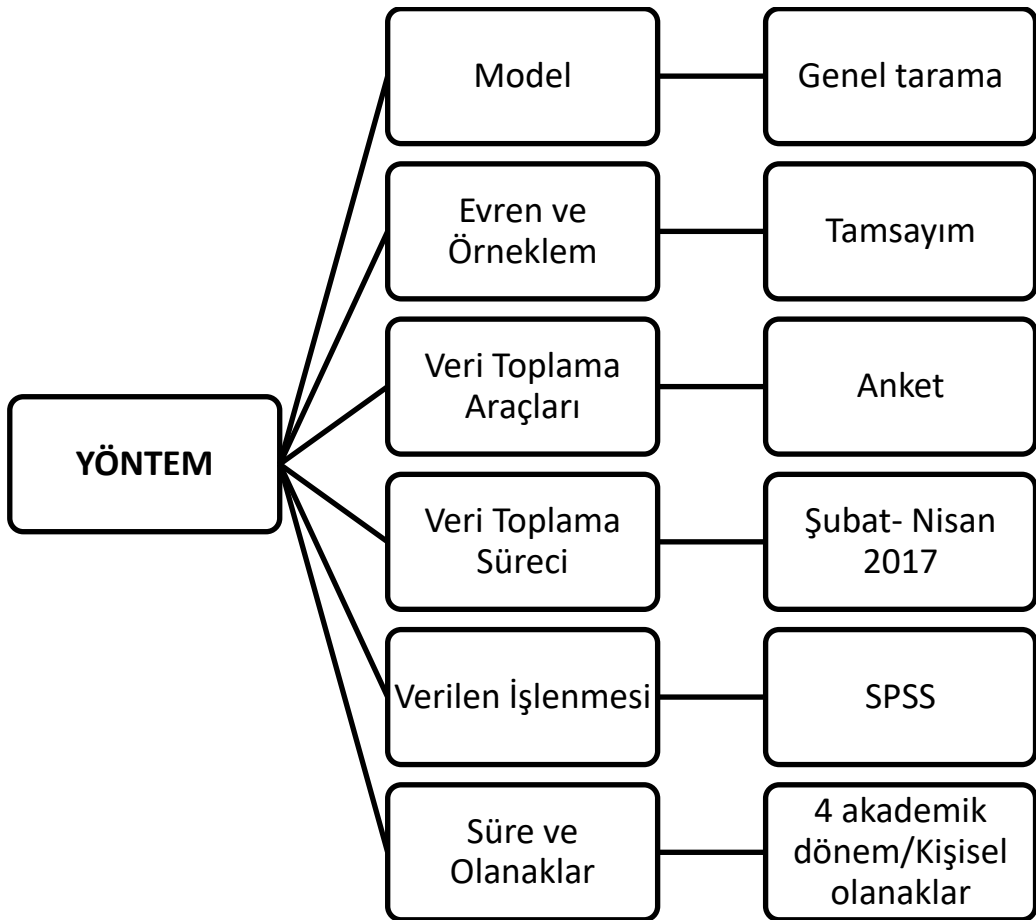 Model
Genel tarama
Evren ve
Örneklem
Tamsayım
Veri Toplama
Araçları
Anket
YÖNTEM
Veri Toplama
Süreci
Şubat- Nisan
2017
Verilen İşlenmesi
SPSS
Süre ve
Olanaklar
4 akademik
dönem/Kişisel
olanaklar